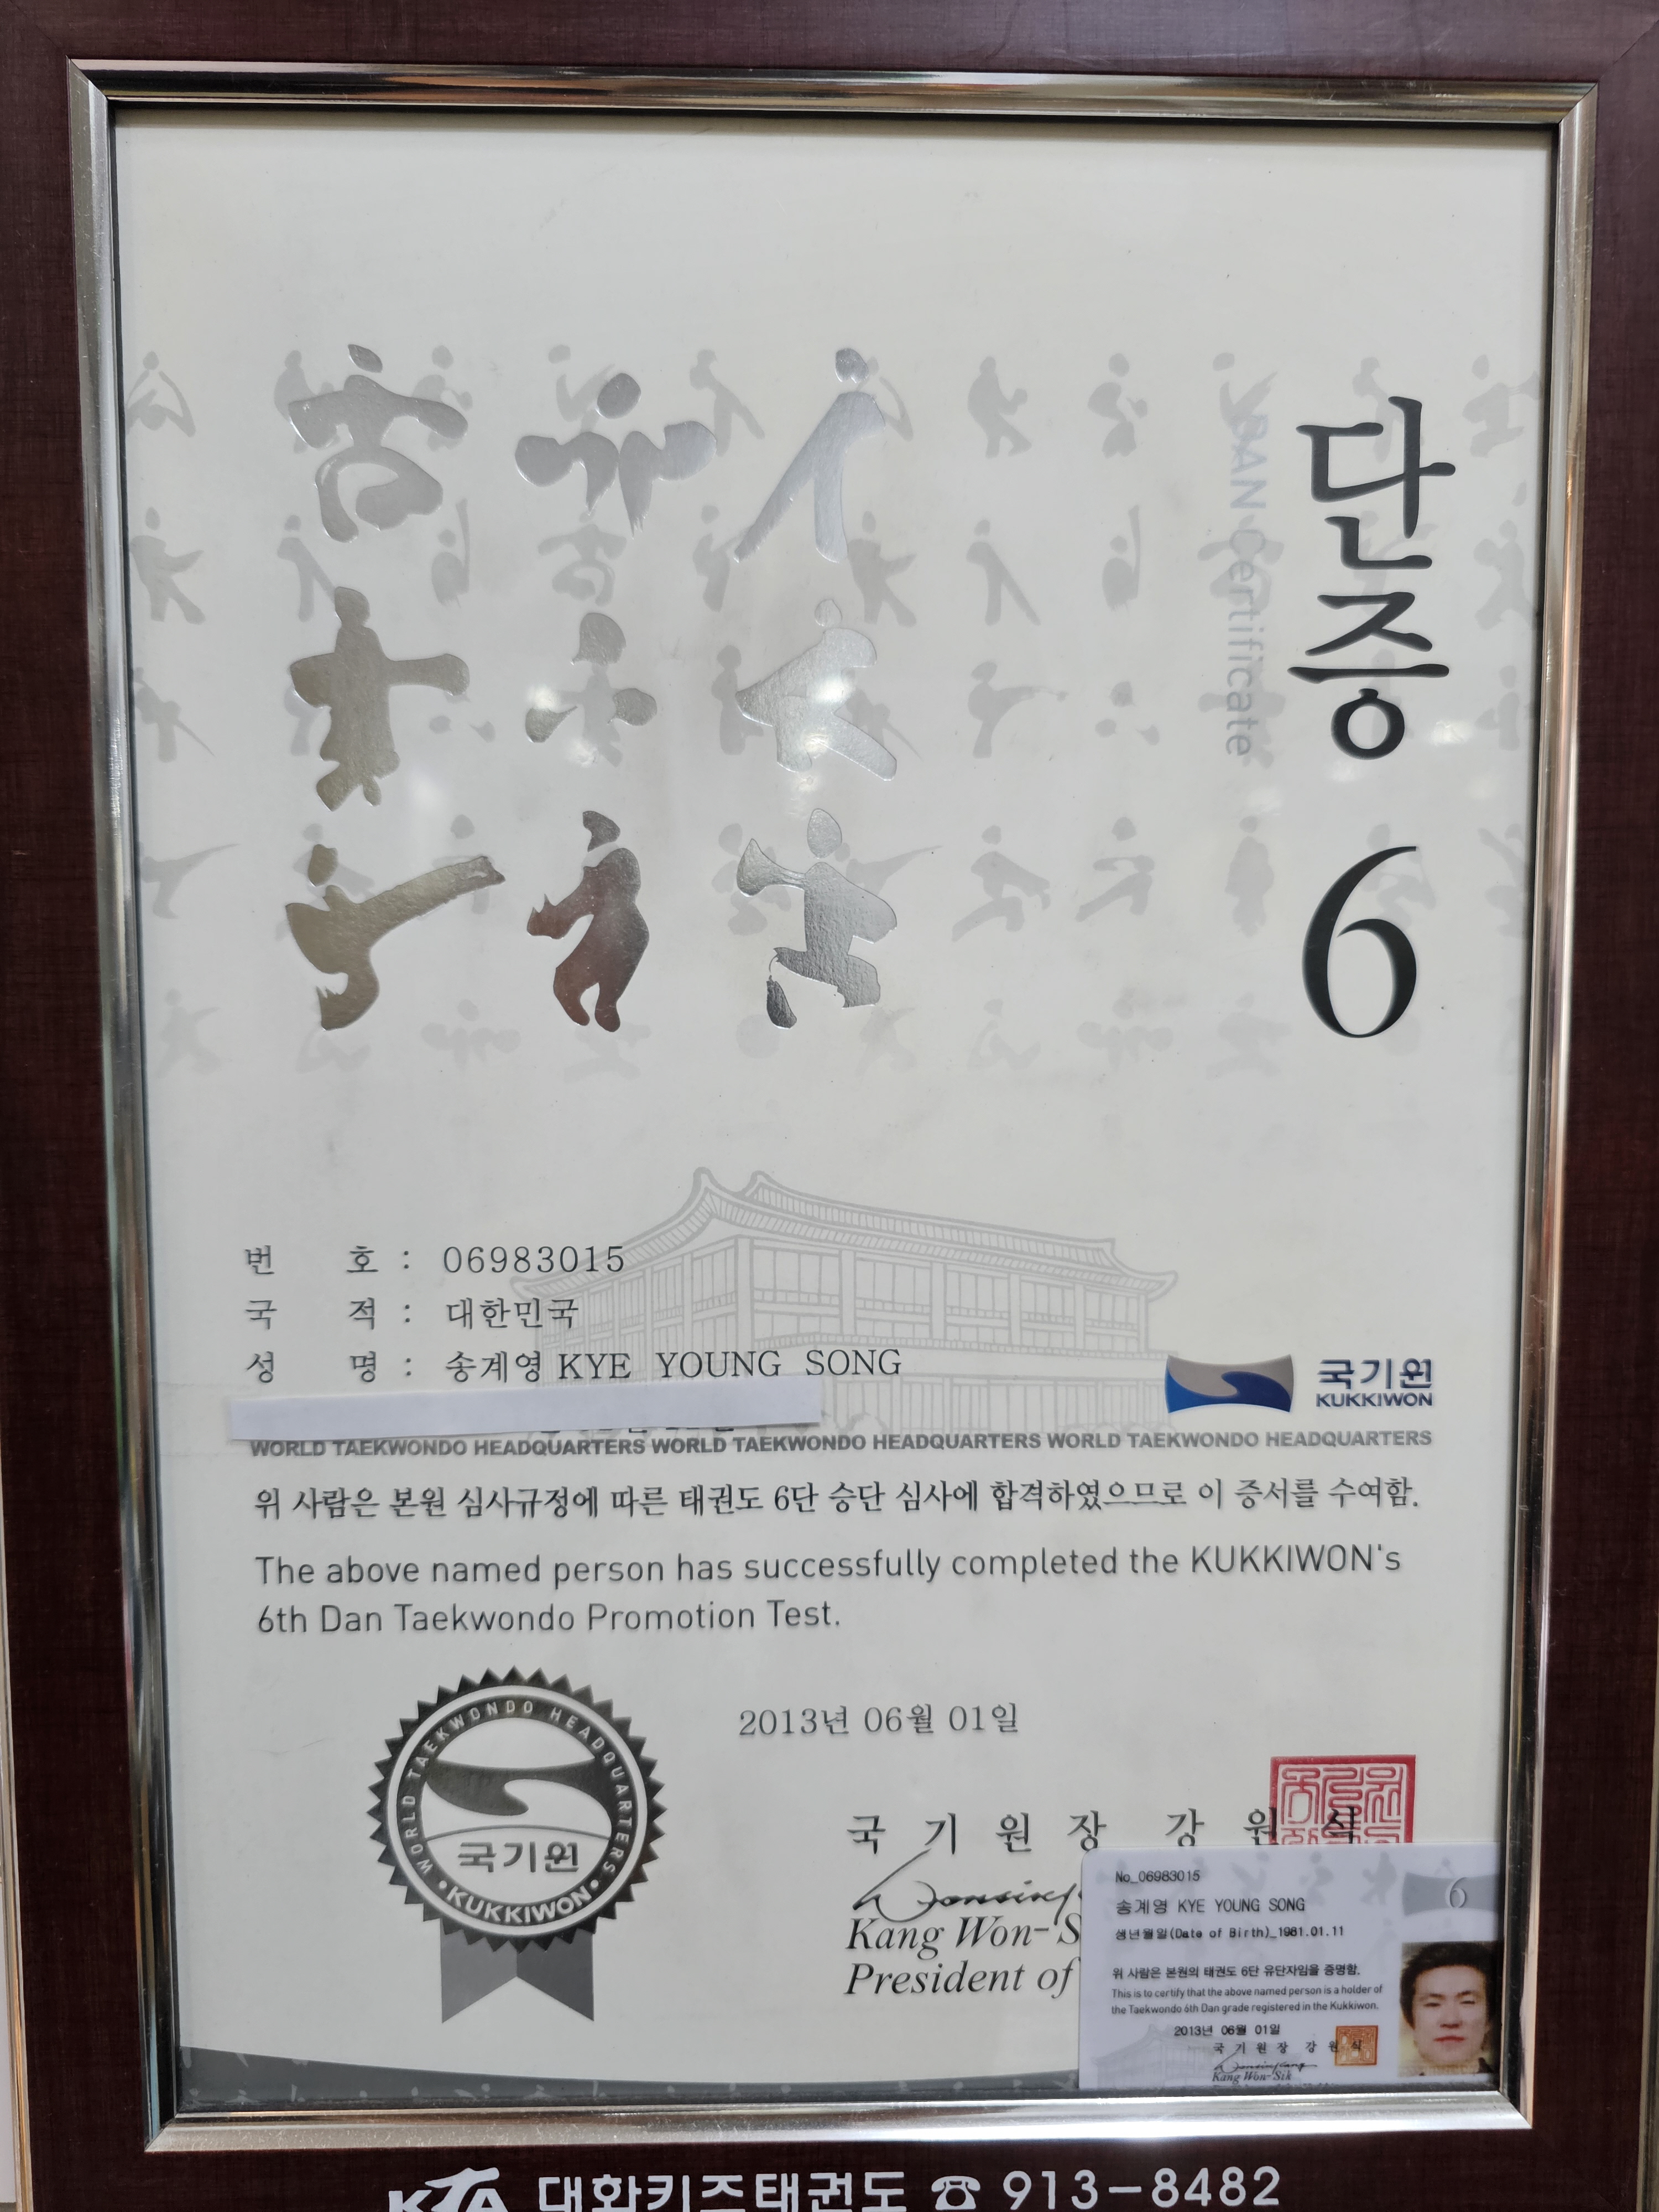 단증 6
DAN Certificate
번 호 : 06983015
국 적 : 대한민국
성 명 : 송계영 KYE YOUNG SONG
국기원
KUKKIWON
WORLD TAEKWONDO HEADQUARTERS WORLD TAEKWONDO HEADQUARTERS WORLD TAEKWONDO HEADQUARTERS
위 사람은 본원 심사규정에 따른 태권도 6단 승단 심사에 합격하였으므로 이 증서를 수여함.
The above named person has successfully completed the KUKKIWON's
6th Dan Taekwondo Promotion Test.
WORLD TAEKWONDO HEADQUARTERS
국기원
KUKKIWON
2013년 06월 01일
국 기 원 장 강 원 식
Kang Won-S
President of
No_06983015
6
송계영 KYE YOUNG SONG
생년월일(Date of Birth)_1981.01.11
위 사람은 본원의 태권도 6단 유단자임을 증명함.
This is to certify that the above named person is a holder of
the Taekwondo 6th Dan grade registered in the Kukkiwon.
2013년 06월 01일
국 기 원 장 강 원 식
Kang Won-Sik
KTA 대화키즈태권도 ☎ 913-8482